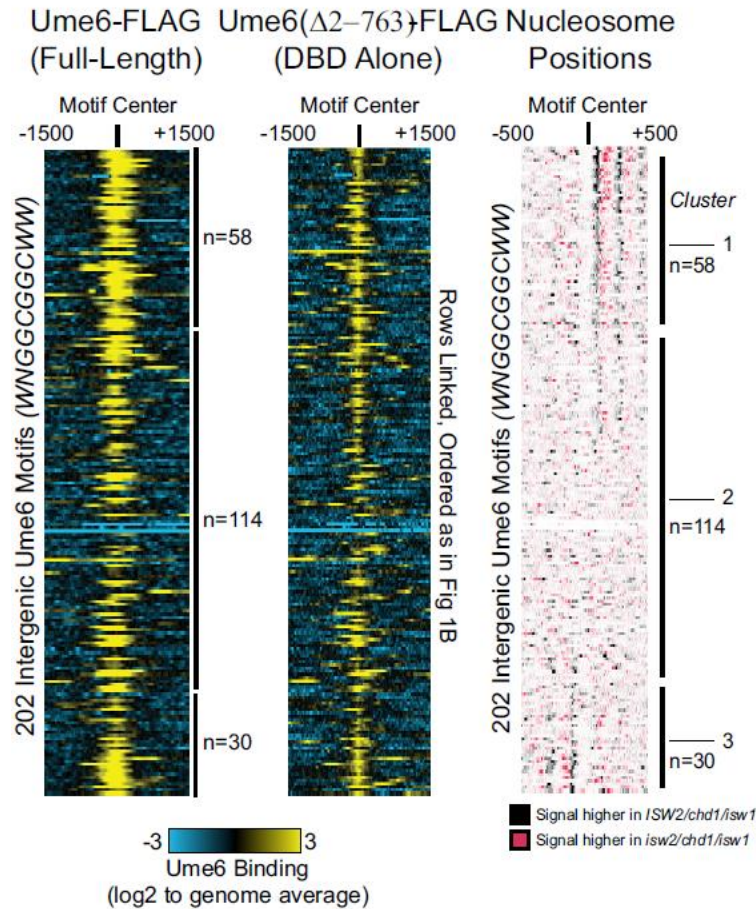 Ume6-FLAG
(Full-Length)
Ume6(Δ2−763)-FLAG
(DBD Alone)
Nucleosome
Positions
Motif Center
-1500 +1500
Motif Center
-1500 +1500
Motif Center
-500 +500
202 Intergenic Ume6 Motifs (WNGGCGGCWW)
n=58
n=114
n=30
Rows Linked, Ordered as in Fig 1B
202 Intergenic Ume6 Motifs (WNGGCGGCWW)
Cluster
1
n=58
2
n=114
3
n=30
-3 3
Ume6 Binding
(log2 to genome average)
Signal higher in ISW2/chd1/isw1
Signal higher in isw2/chd1/isw1